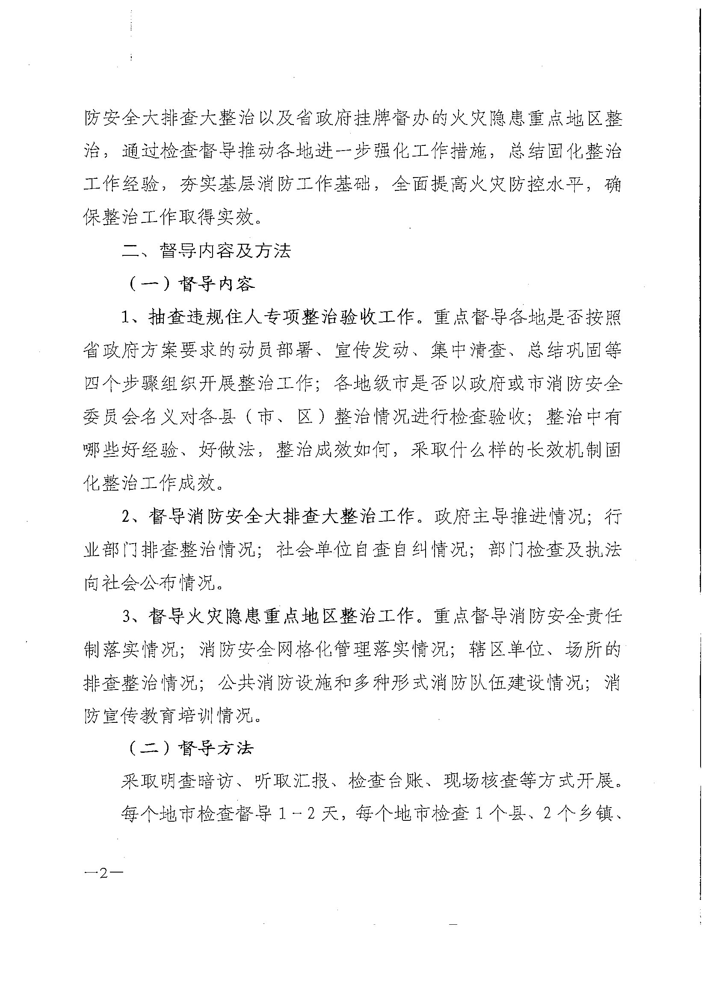 防安全大排查大整治以及省政府挂牌督办的火灾隐患重点地区整
治，通过检查督导推动各地进一步强化工作措施，总结固化整治
工作经验，夯实基层消防工作基础，全面提高火灾防控水平，确
保整治工作取得实效。
二、督导内容及方法
（一）督导内容
1、抽查违规住人专项整治验收工作。重点督导各地是否按照
省政府方案要求的动员部署、宣传发动、集中清查、总结巩固等
四个步骤组织开展整治工作；各地级市是否以政府或市消防安全
委员会名义对各县（市、区）整治情况进行检查验收；整治中有
哪些好经验、好做法，整治成效如何，采取什么样的长效机制固
化整治工作成效。
2、督导消防安全大排查大整治工作。政府主导推进情况；行
业部门排查整治情况；社会单位自查自纠情况；部门检查及执法
向社会公布情况。
3、督导火灾隐患重点地区整治工作。重点督导消防安全责任
制落实情况；消防安全网格化管理落实情况；辖区单位、场所的
排查整治情况；公共消防设施和多种形式消防队伍建设情况；消
防宣传教育培训情况。
（二）督导方法
采取明查暗访、听取汇报、检查台账、现场核查等方式开展。
每个地市检查督导1－2天，每个地市检查1个县、2个乡镇、
—2—